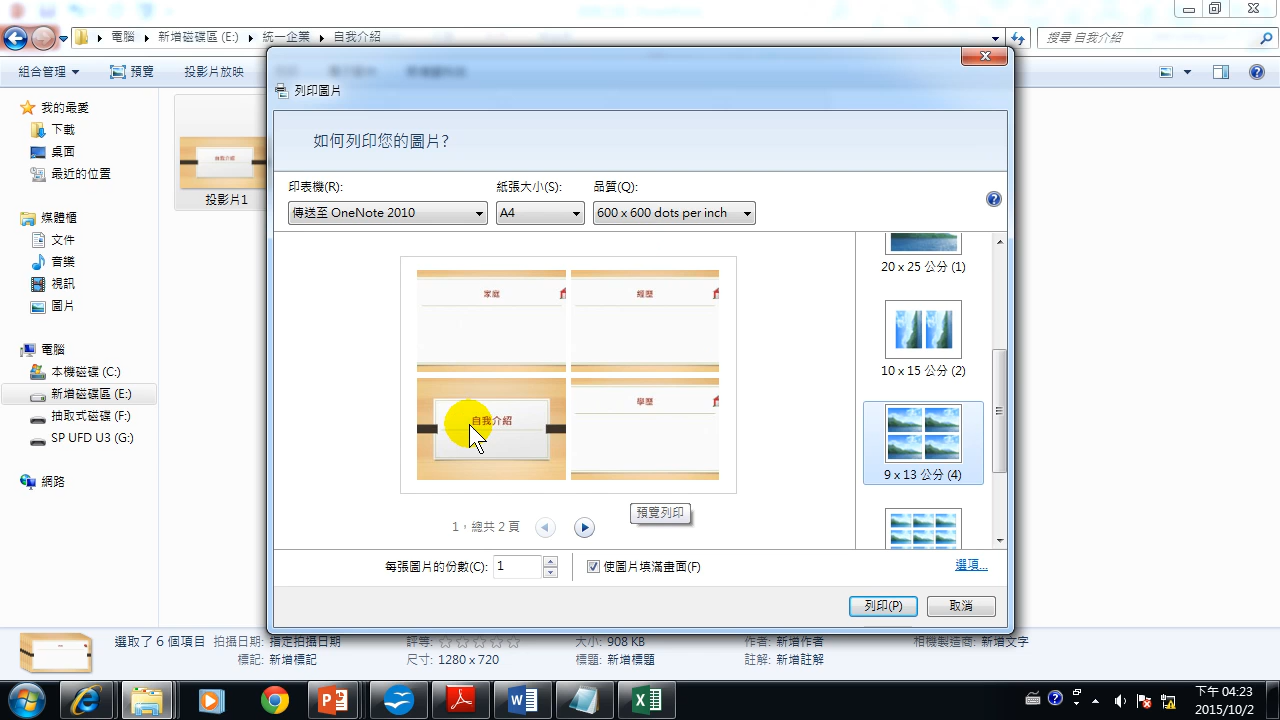 電腦 新增磁碟區 (E:) 統一企業 自我介紹
搜尋 自我介紹
組合管理 預覽 投影片放映
我的最愛
下載
桌面
最近的位置
媒體櫃
文件
音樂
視訊
圖片
電腦
本機磁碟 (C:)
新增磁碟區 (E:)
抽取式磁碟 (F:)
SP UFD U3 (G:)
網路
自我介紹
投影片1
列印圖片
如何列印您的圖片?
印表機(R): 紙張大小(S): 品質(Q):
傳送至 OneNote 2010 A4 600 x 600 dots per inch
家庭 經歷
自我介紹 學歷
1，總共 2 頁
預覽列印
20 x 25 公分 (1)
10 x 15 公分 (2)
9 x 13 公分 (4)
每張圖片的份數(C): 1 使圖片填滿畫面(F) 選項...
列印(P) 取消
選取了 6 個項目 拍攝日期: 指定拍攝日期 評等: 大小: 908 KB 作者: 新增作者 相機製造商: 新增文字
標記: 新增標記 尺寸: 1280 x 720 標題: 新增標題 註解: 新增註解
下午 04:23
2015/10/2